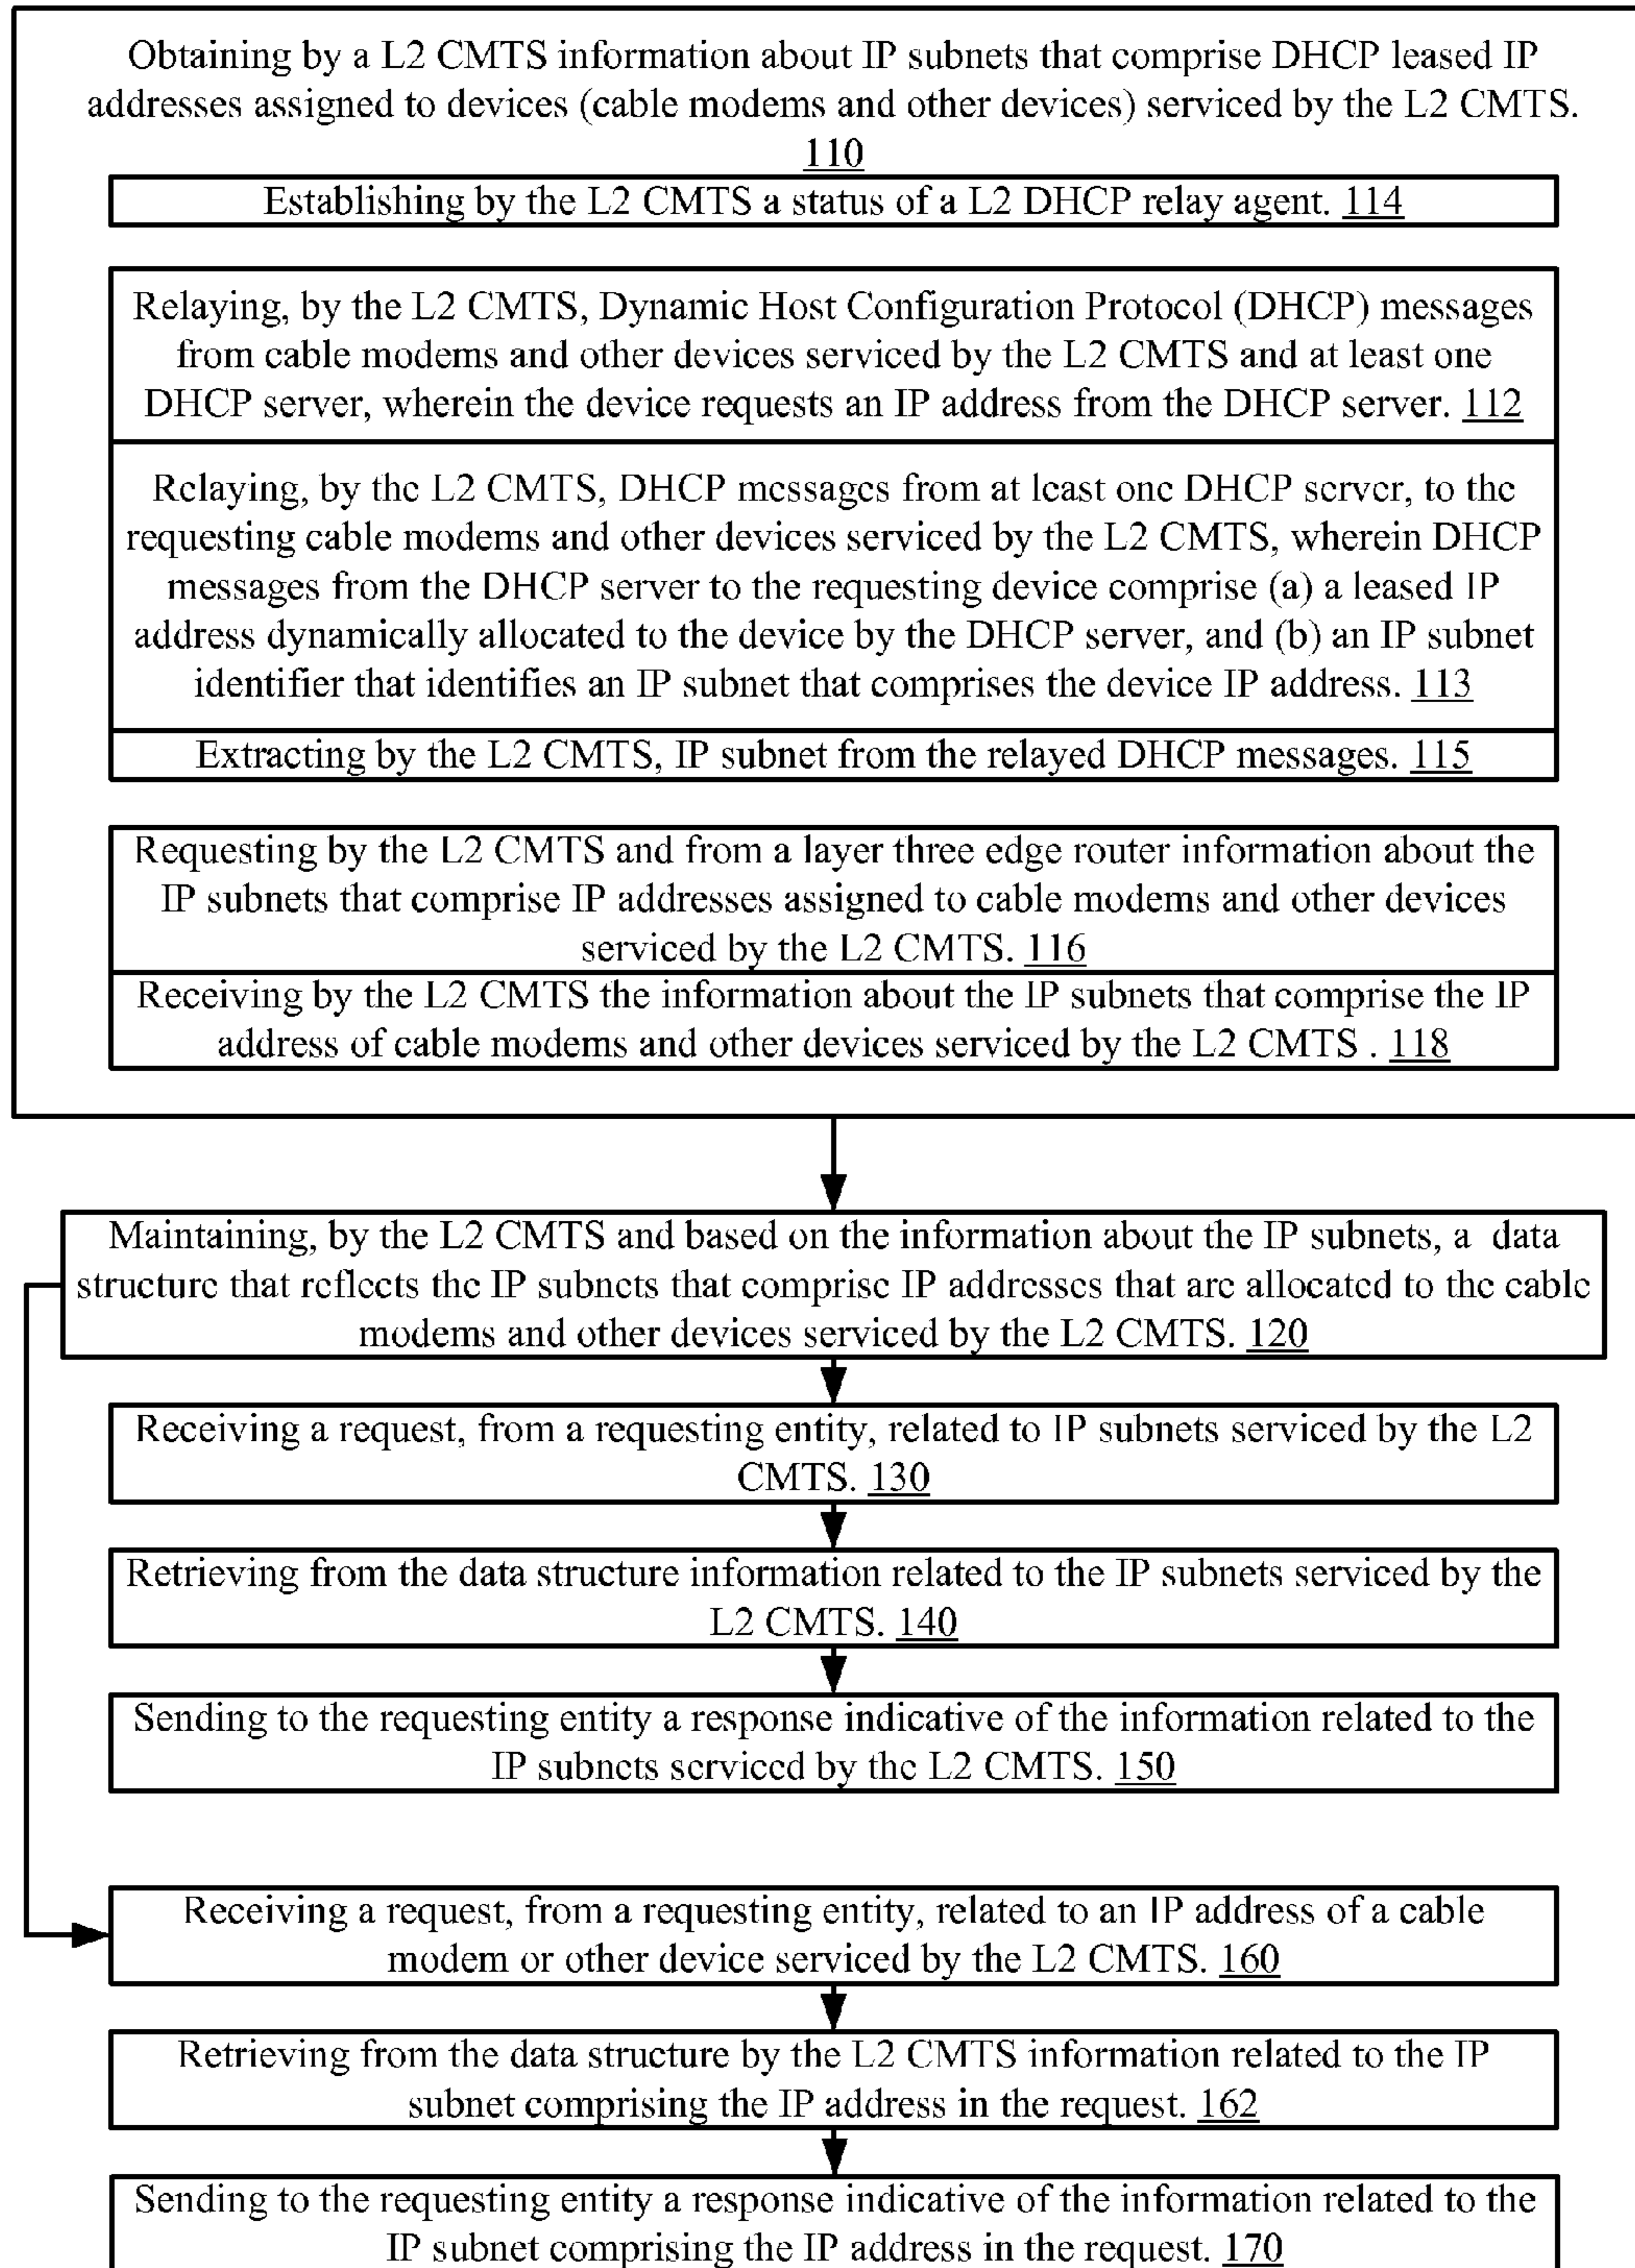 Obtaining by a L2 CMTS information about IP subnets that comprise DHCP leased IP
addresses assigned to devices (cable modems and other devices) serviced by the L2 CMTS.
110
Establishing by the L2 CMTS a status of a L2 DHCP relay agent. 114
Relaying, by the L2 CMTS, Dynamic Host Configuration Protocol (DHCP) messages
from cable modems and other devices serviced by the L2 CMTS and at least one
DHCP server, wherein the device requests an IP address from the DHCP server. 112
Relaying, by the L2 CMTS, DHCP messages from at least one DHCP server, to the
requesting cable modems and other devices serviced by the L2 CMTS, wherein DHCP
messages from the DHCP server to the requesting device comprise (a) a leased IP
address dynamically allocated to the device by the DHCP server, and (b) an IP subnet
identifier that identifies an IP subnet that comprises the device IP address. 113
Extracting by the L2 CMTS, IP subnet from the relayed DHCP messages. 115
Requesting by the L2 CMTS and from a layer three edge router information about the
IP subnets that comprise IP addresses assigned to cable modems and other devices
serviced by the L2 CMTS. 116
Receiving by the L2 CMTS the information about the IP subnets that comprise the IP
address of cable modems and other devices serviced by the L2 CMTS . 118
Maintaining, by the L2 CMTS and based on the information about the IP subnets, a data
structure that reflects the IP subnets that comprise IP addresses that are allocated to the cable
modems and other devices serviced by the L2 CMTS. 120
Receiving a request, from a requesting entity, related to IP subnets serviced by the L2
CMTS. 130
Retrieving from the data structure information related to the IP subnets serviced by the
L2 CMTS. 140
Sending to the requesting entity a response indicative of the information related to the
IP subnets serviced by the L2 CMTS. 150
Receiving a request, from a requesting entity, related to an IP address of a cable
modem or other device serviced by the L2 CMTS. 160
Retrieving from the data structure by the L2 CMTS information related to the IP
subnet comprising the IP address in the request. 162
Sending to the requesting entity a response indicative of the information related to the
IP subnet comprising the IP address in the request. 170